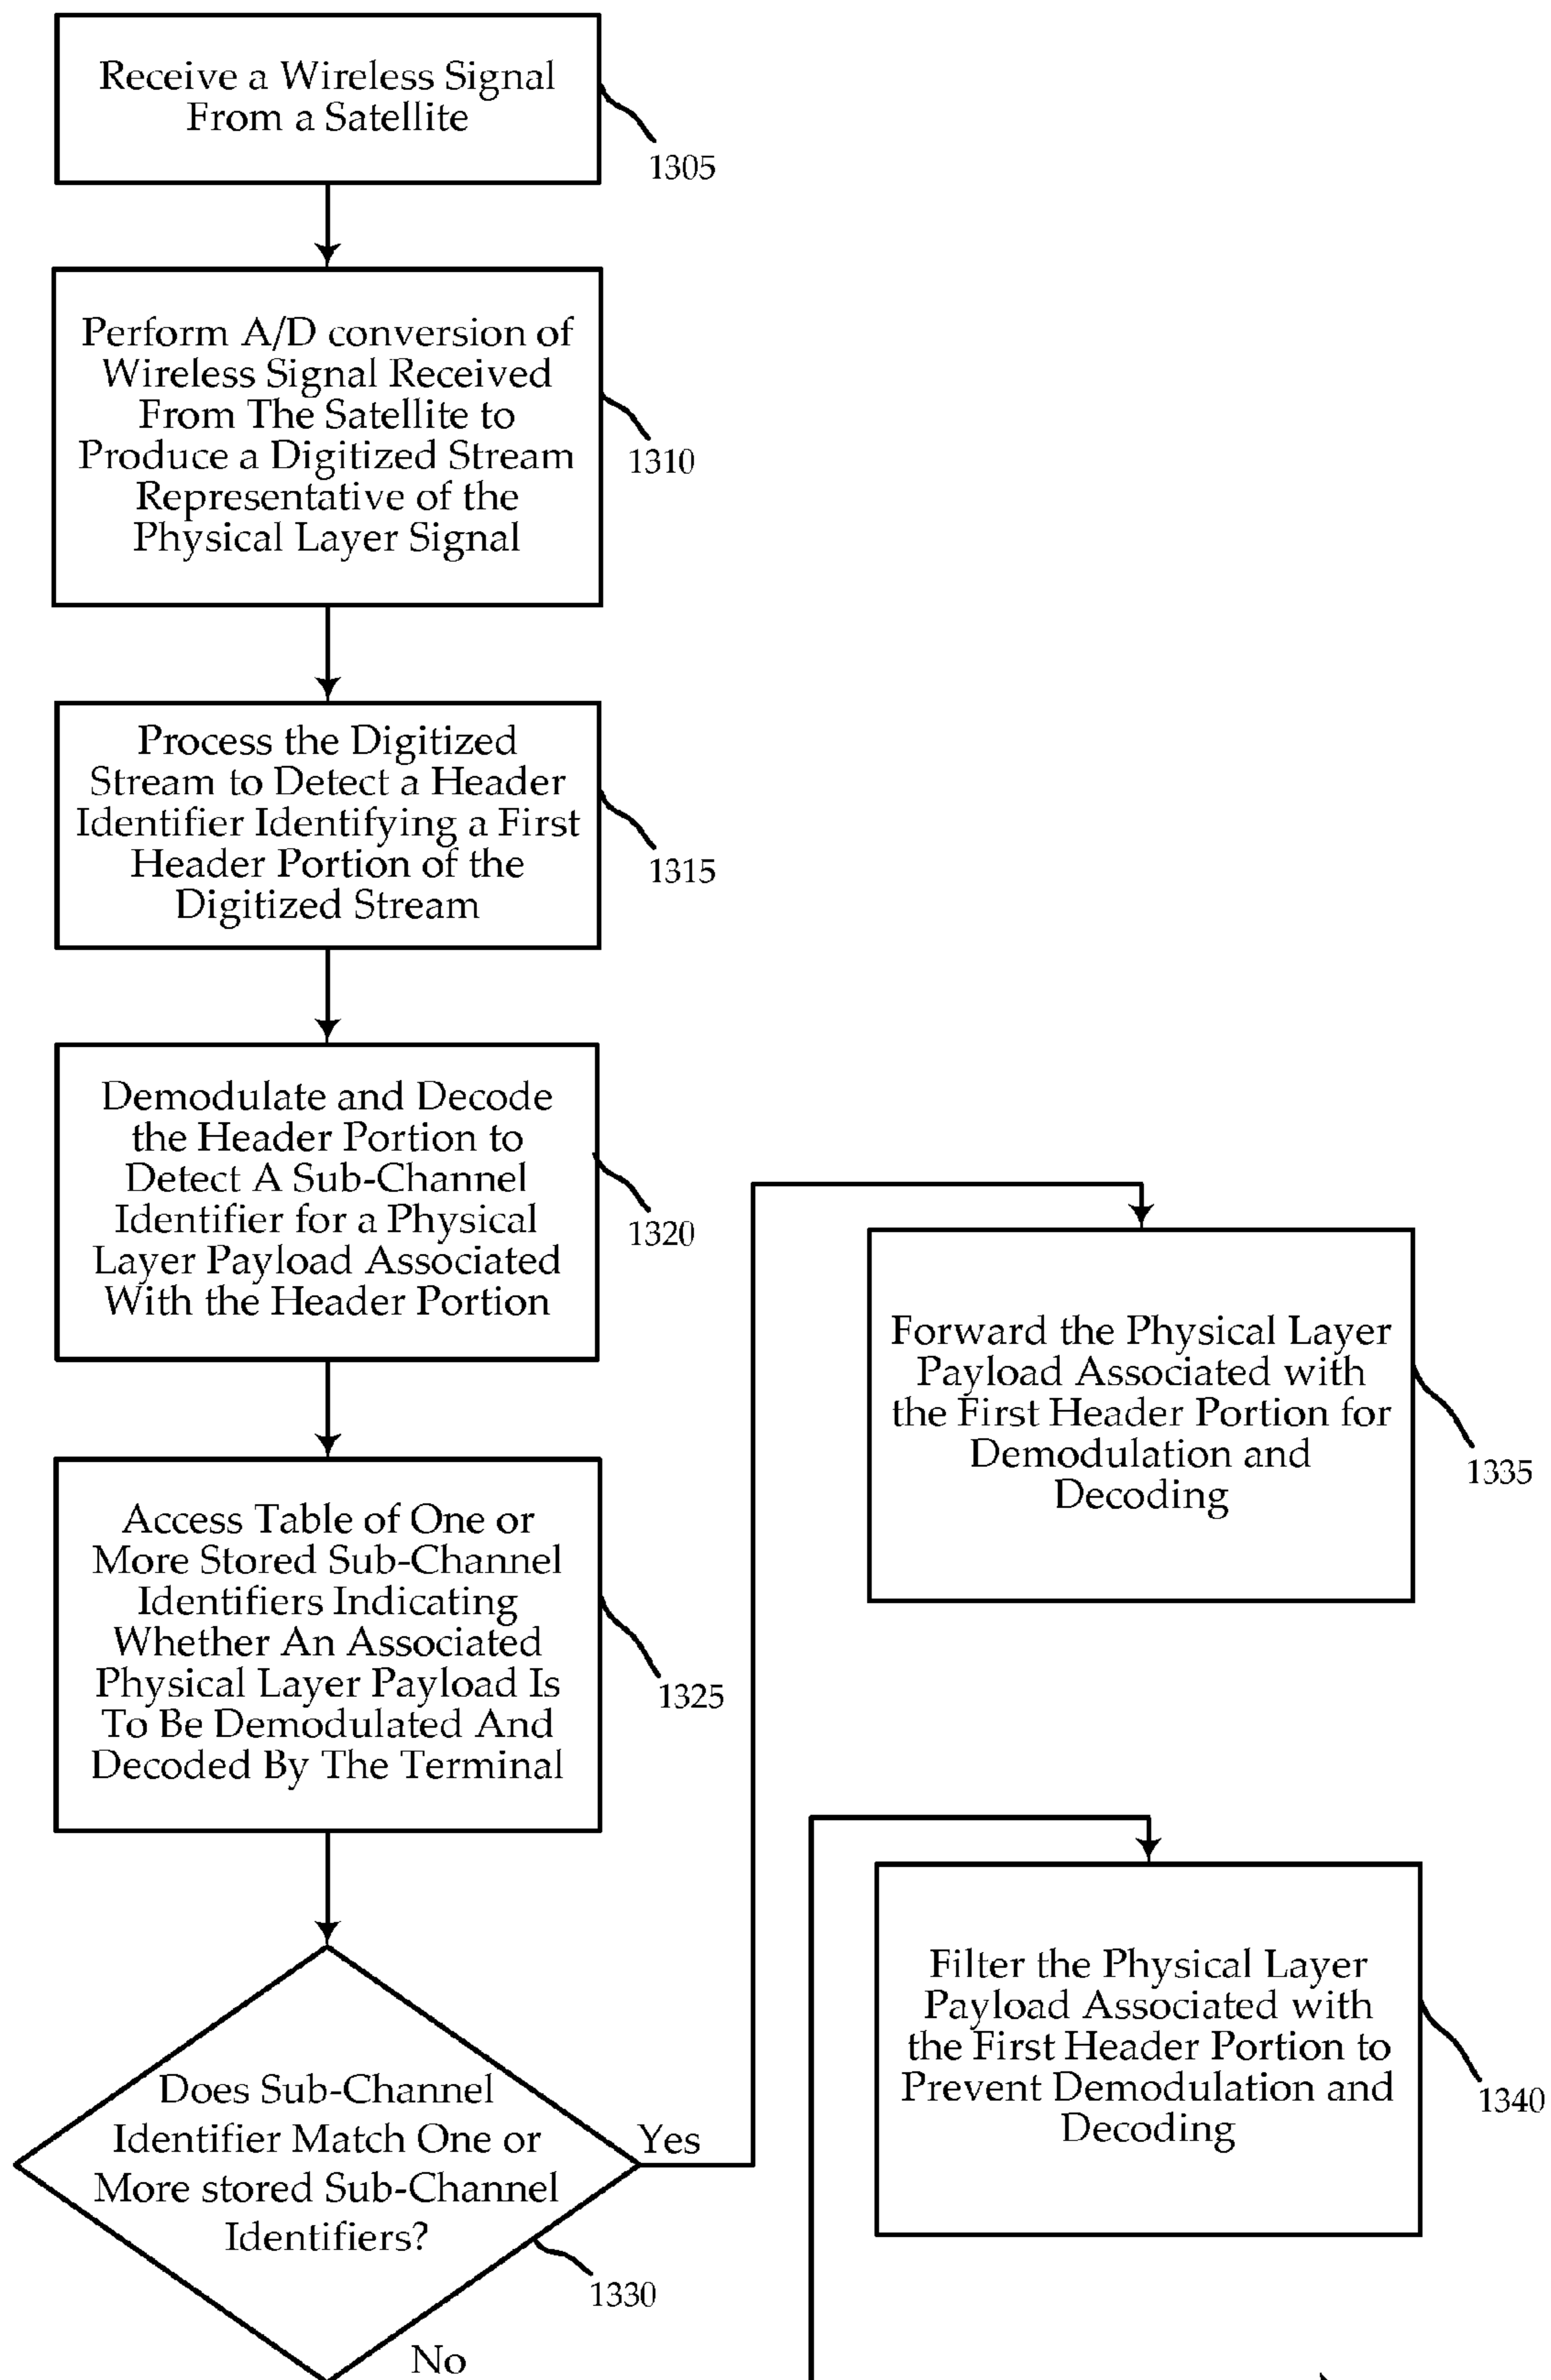 Receive a Wireless Signal
From a Satellite
1305
Perform A/D conversion of
Wireless Signal Received
From The Satellite to
Produce a Digitized Stream
Representative of the
Physical Layer Signal
1310
Process the Digitized
Stream to Detect a Header
Identifier Identifying a First
Header Portion of the
Digitized Stream
1315
Demodulate and Decode
the Header Portion to
Detect A Sub-Channel
Identifier for a Physical
Layer Payload Associated
With the Header Portion
1320
Access Table of One or
More Stored Sub-Channel
Identifiers Indicating
Whether An Associated
Physical Layer Payload Is
To Be Demodulated And
Decoded By The Terminal
1325
Does Sub-Channel
Identifier Match One or
More stored Sub-Channel
Identifiers?
1330
Yes
No
Forward the Physical Layer
Payload Associated with
the First Header Portion for
Demodulation and
Decoding
1335
Filter the Physical Layer
Payload Associated with
the First Header Portion to
Prevent Demodulation and
Decoding
1340